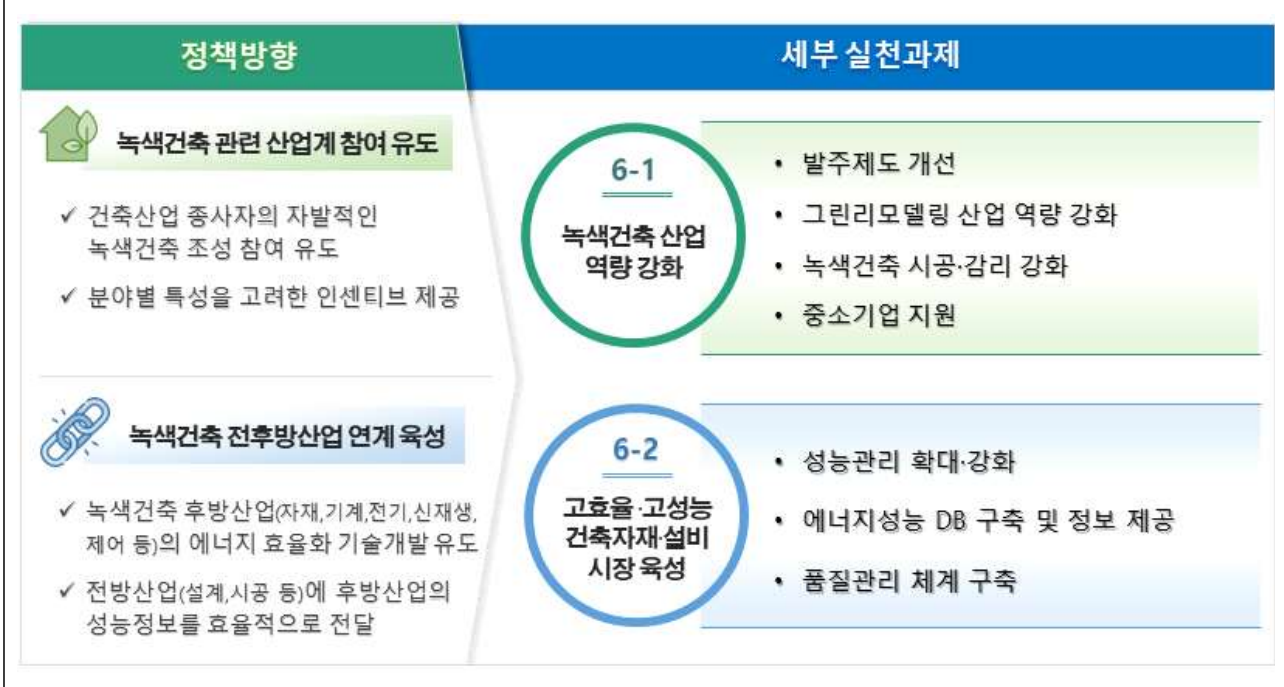 정책방향
세부 실천과제
녹색건축 관련 산업계 참여 유도
✓ 건축산업 종사자의 자발적인
녹색건축 조성 참여 유도
✓ 분야별 특성을 고려한 인센티브 제공
6-1
녹색건축 산업
역량 강화
• 발주제도 개선
• 그린리모델링 산업 역량 강화
• 녹색건축 시공·감리 강화
• 중소기업 지원
녹색건축 전후방산업 연계 육성
✓ 녹색건축 후방산업(자재,기계,전기,신재생,
제어 등)의 에너지 효율화 기술개발 유도
✓ 전방산업(설계,시공 등)에 후방산업의
성능정보를 효율적으로 전달
6-2
고효율·고성능
건축자재·설비
시장 육성
• 성능관리 확대·강화
• 에너지성능 DB 구축 및 정보 제공
• 품질관리 체계 구축